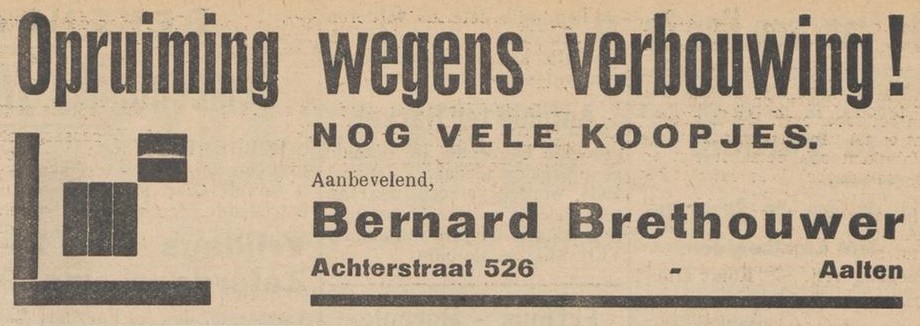 Opruiming wegens verbouwing!
NOG VELE KOOPJES.
Aanbevelend,
Bernard Brethouwer
Achterstraat 526 - Aalten